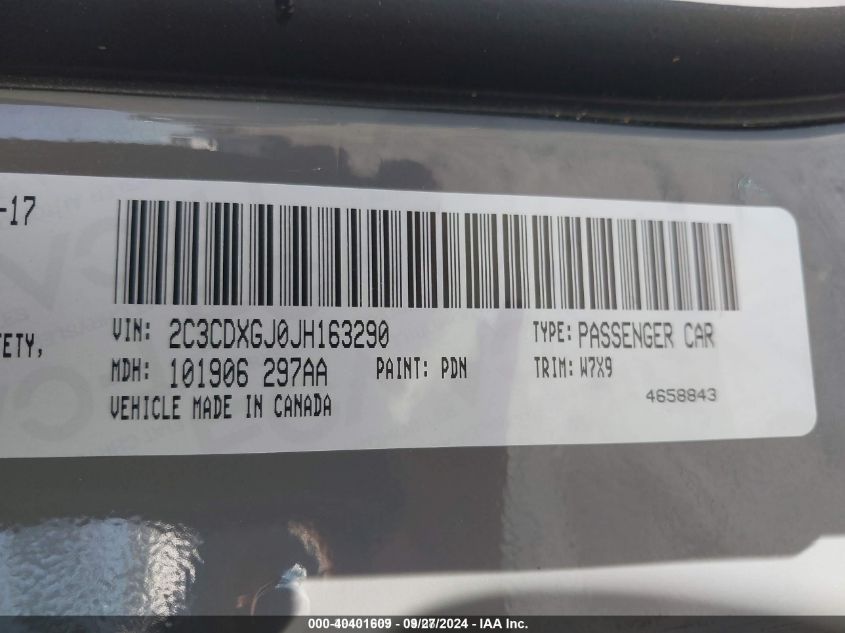 -17
VIN: 2C3CDXGJ0JH163290 TYPE: PASSENGER CAR
ETY,
MDH: 101906 297AA PAINT: PDN TRIM: W7X9
VEHICLE MADE IN CANADA 4658843
000-40401609 - 09/27/2024 - IAA Inc.